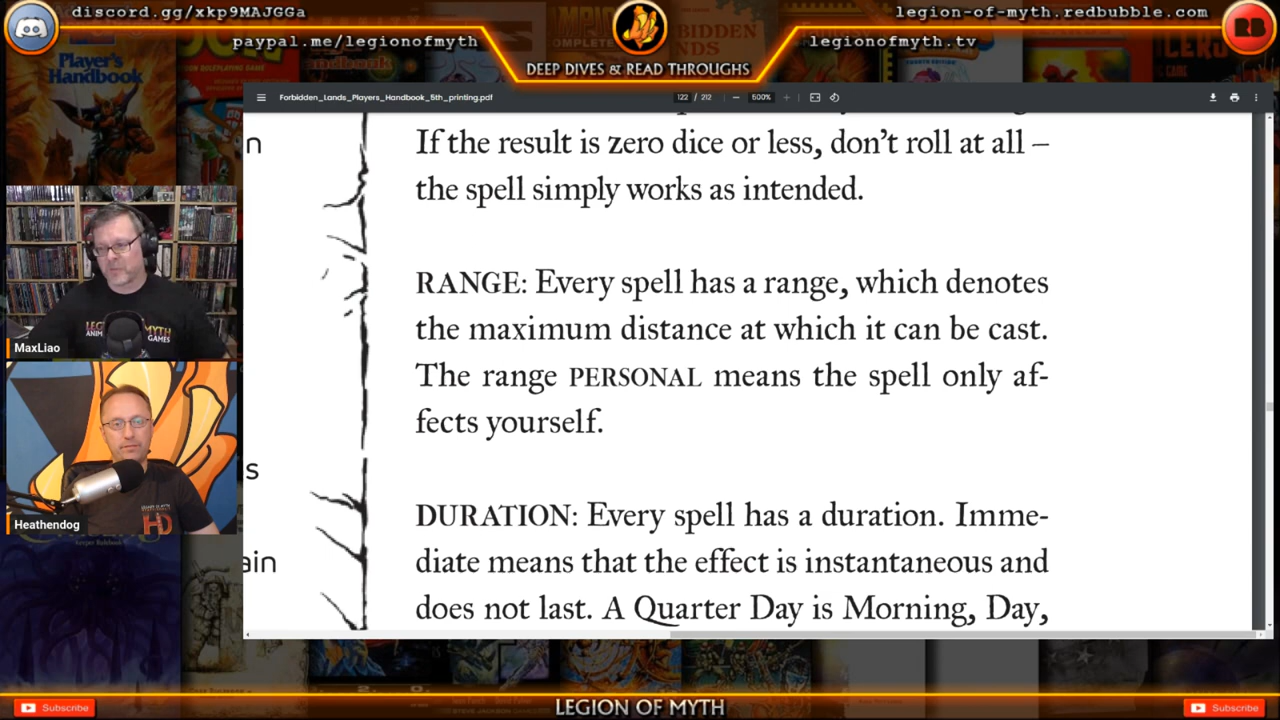 discord.gg/xkp9MAJGGa
legion-of-myth.redbubble.com
paypal.me/legionofmyth
legionofmyth.tv
DEEP DIVES & READ THROUGHS
Player's
Handbook
Forbidden_Lands_Players_Handbook_5th_printing.pdf
122 / 212
500%
n
If the result is zero dice or less, don't roll at all –
the spell simply works as intended.
RANGE: Every spell has a range, which denotes
the maximum distance at which it can be cast.
The range PERSONAL means the spell only af-
fects yourself.
s
DURATION: Every spell has a duration. Imme-
ain
diate means that the effect is instantaneous and
does not last. A Quarter Day is Morning, Day,
MaxLiao
Heathendog
HD
Subscribe
LEGION OF MYTH
Subscribe